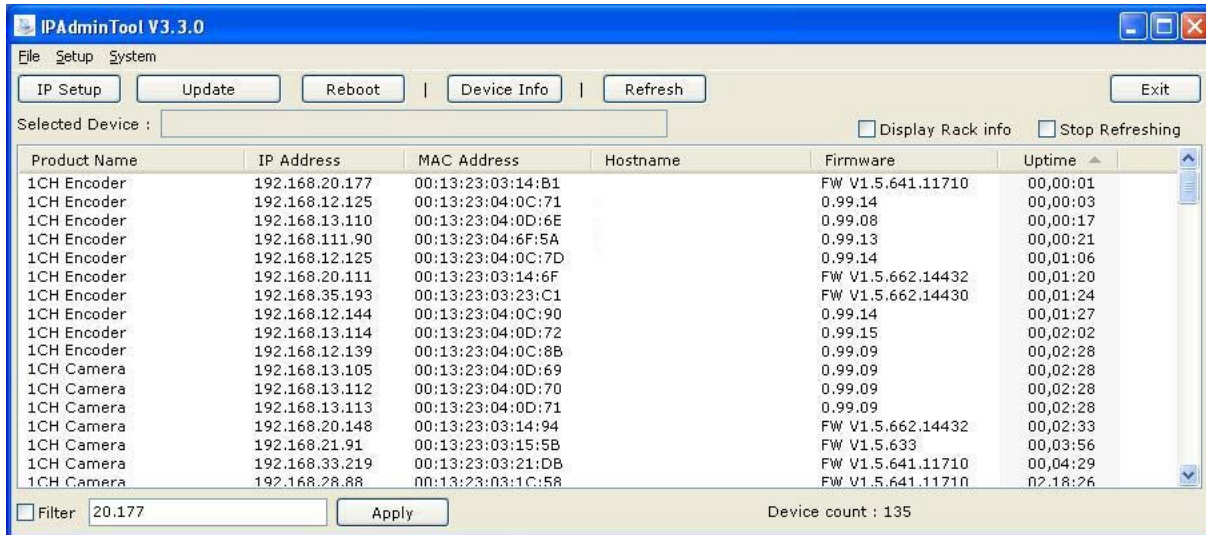 IPAdminTool V3.3.0
File Setup System
IP Setup Update Reboot | Device Info | Refresh Exit
Selected Device : Display Rack info Stop Refreshing
Product Name IP Address MAC Address Hostname Firmware Uptime
1CH Encoder 192.168.20.177 00:13:23:03:14:B1 FW V1.5.641.11710 00,00:01
1CH Encoder 192.168.12.125 00:13:23:04:0C:71 0.99.14 00,00:03
1CH Encoder 192.168.13.110 00:13:23:04:0D:6E 0.99.08 00,00:17
1CH Encoder 192.168.111.90 00:13:23:04:6F:5A 0.99.13 00,00:21
1CH Encoder 192.168.12.125 00:13:23:04:0C:7D 0.99.14 00,01:06
1CH Encoder 192.168.20.111 00:13:23:03:14:6F FW V1.5.662.14432 00,01:20
1CH Encoder 192.168.35.193 00:13:23:03:23:C1 FW V1.5.662.14430 00,01:24
1CH Encoder 192.168.12.144 00:13:23:04:0C:90 0.99.14 00,01:27
1CH Encoder 192.168.13.114 00:13:23:04:0D:72 0.99.15 00,02:02
1CH Encoder 192.168.12.139 00:13:23:04:0C:8B 0.99.09 00,02:28
1CH Camera 192.168.13.105 00:13:23:04:0D:69 0.99.09 00,02:28
1CH Camera 192.168.13.112 00:13:23:04:0D:70 0.99.09 00,02:28
1CH Camera 192.168.13.113 00:13:23:04:0D:71 0.99.09 00,02:28
1CH Camera 192.168.20.148 00:13:23:03:14:94 FW V1.5.662.14432 00,02:33
1CH Camera 192.168.21.91 00:13:23:03:15:5B FW V1.5.633 00,03:56
1CH Camera 192.168.33.219 00:13:23:03:21:DB FW V1.5.641.11710 00,04:29
1CH Camera 192.168.28.88 00:13:23:03:1C:58 FW V1.5.641.11710 02,18:26
Filter 20.177 Apply Device count : 135